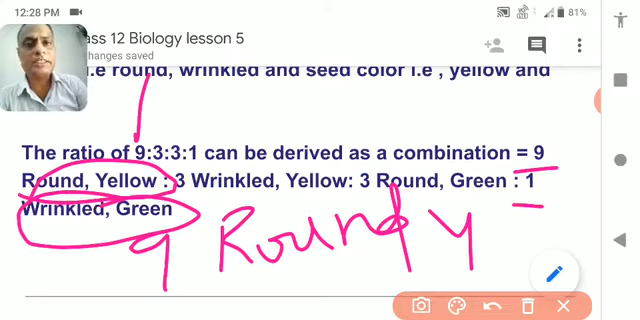 12:28 PM
81%
ass 12 Biology lesson 5
changes saved
i.e round, wrinkled and seed color i.e , yellow and
The ratio of 9:3:3:1 can be derived as a combination = 9
Round, Yellow : 3 Wrinkled, Yellow: 3 Round, Green : 1
Wrinkled, Green
9 Round y